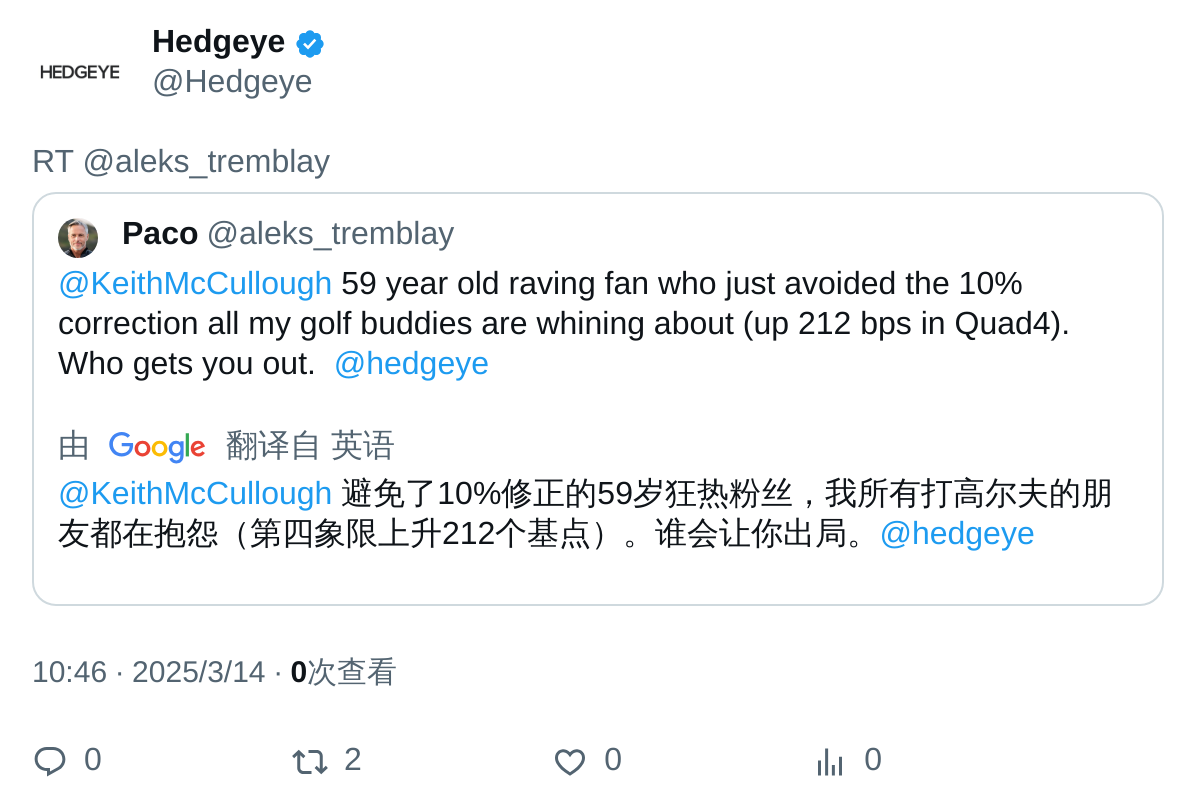 HEDGEYE
Hedgeye
@Hedgeye
RT @aleks_tremblay
Paco @aleks_tremblay
@KeithMcCullough 59 year old raving fan who just avoided the 10%
correction all my golf buddies are whining about (up 212 bps in Quad4).
Who gets you out.  @hedgeye
由 Google 翻译自 英语
@KeithMcCullough 避免了10%修正的59岁狂热粉丝，我所有打高尔夫的朋
友都在抱怨（第四象限上升212个基点）。谁会让你出局。@hedgeye
10:46 · 2025/3/14 · 0次查看
0 2 0 0